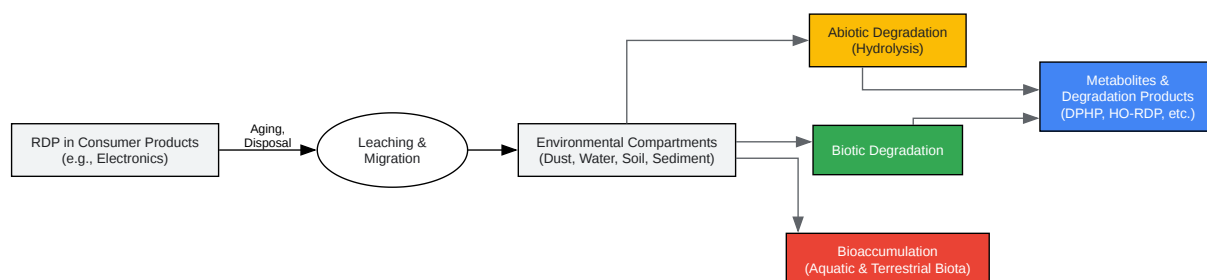 RDP in Consumer Products
(e.g., Electronics)
Aging,
Disposal
Leaching &
Migration
Environmental Compartments
(Dust, Water, Soil, Sediment)
Abiotic Degradation
(Hydrolysis)
Biotic Degradation
Bioaccumulation
(Aquatic & Terrestrial Biota)
Metabolites &
Degradation Products
(DPHP, HO-RDP, etc.)